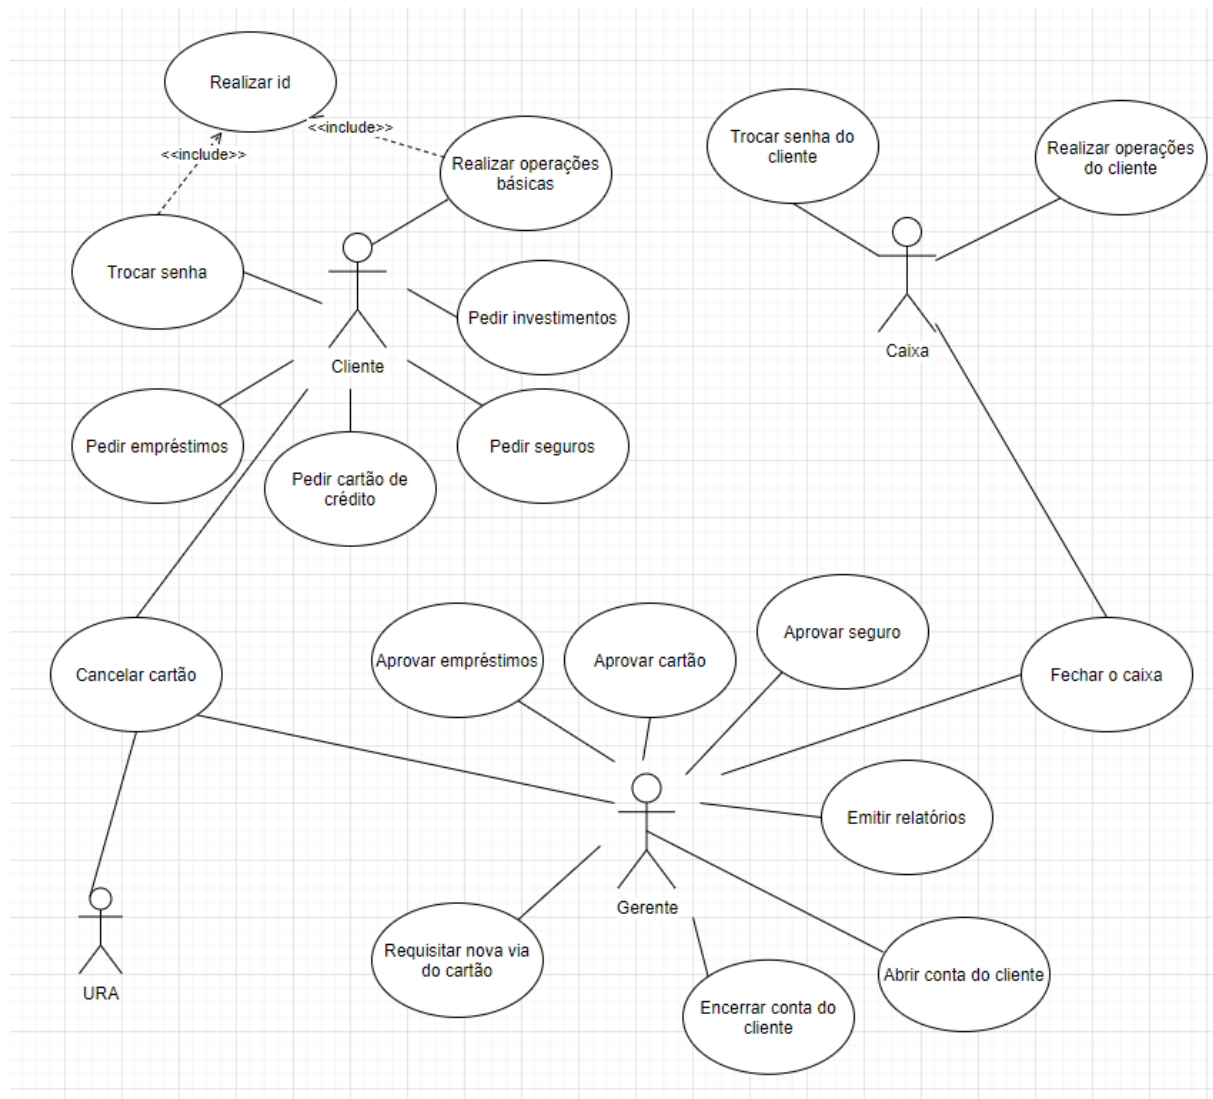 Realizar id
<<include>>
<<include>>
Realizar operações
básicas
Trocar senha do
cliente
Realizar operações
do cliente
Trocar senha
Pedir investimentos
Cliente
Caixa
Pedir empréstimos
Pedir cartão de
crédito
Pedir seguros
Cancelar cartão
Aprovar empréstimos
Aprovar cartão
Aprovar seguro
Fechar o caixa
Emitir relatórios
Gerente
Requisitar nova via
do cartão
Abrir conta do cliente
Encerrar conta do
cliente
URA